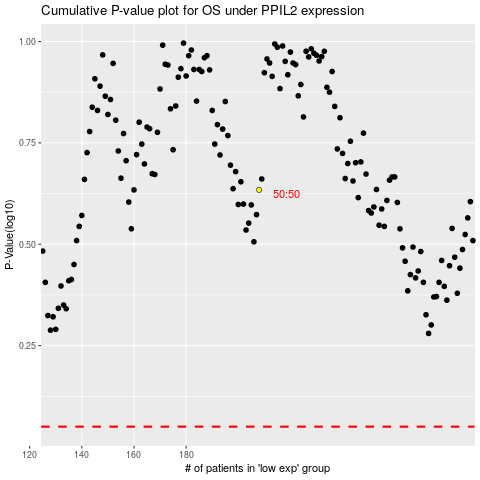 Cumulative P-value plot for OS under PPIL2 expression
P-Value(log10)
1.00
0.75
0.50
0.25
50:50
120 140 160 180
# of patients in 'low exp' group